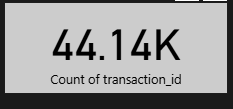 44.14K
Count of transaction_id